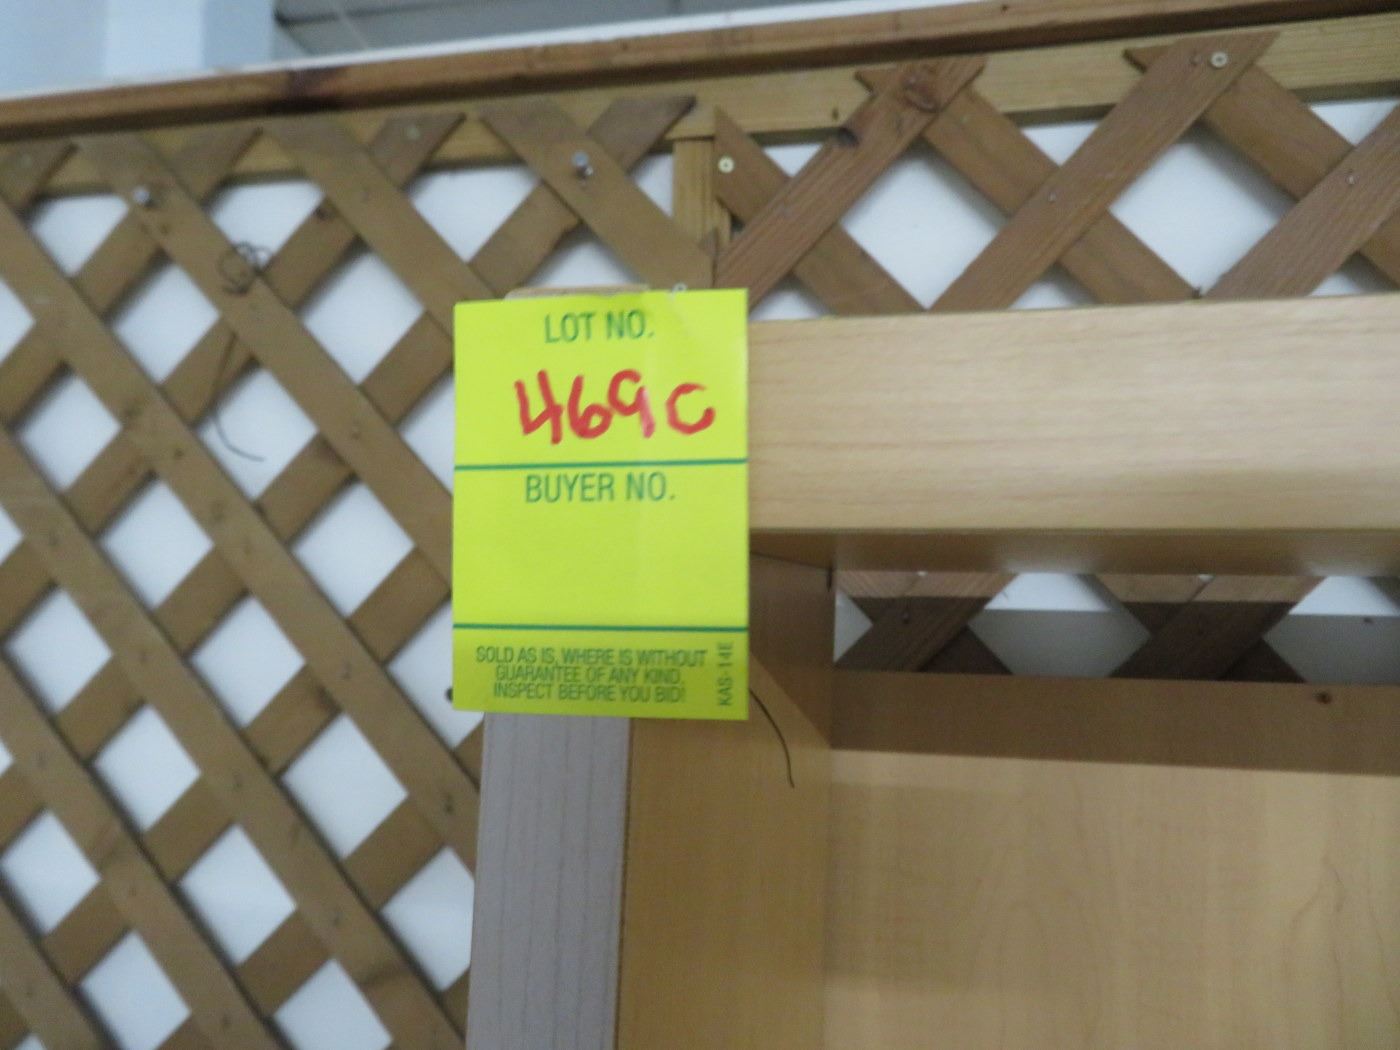 LOT NO.
469C
BUYER NO.
SOLD AS IS, WHERE IS WITHOUT
GUARANTEE OF ANY KIND.
INSPECT BEFORE YOU BID!
KAS-14E